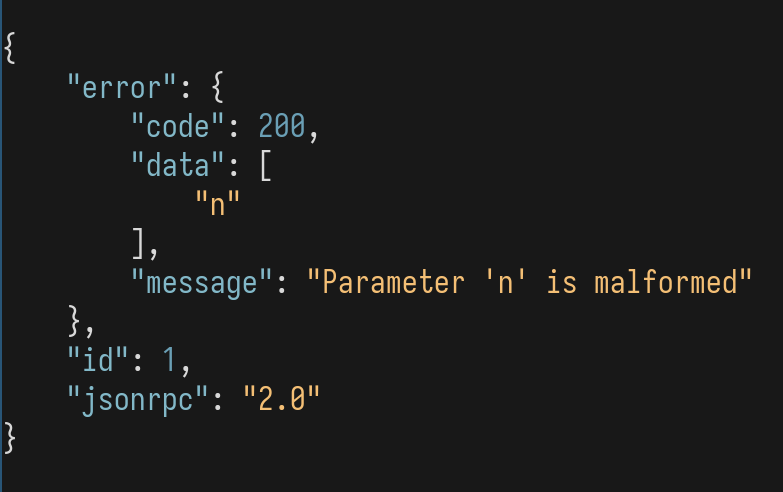 {
    "error": {
        "code": 200,
        "data": [
            "n"
        ],
        "message": "Parameter 'n' is malformed"
    },
    "id": 1,
    "jsonrpc": "2.0"
}